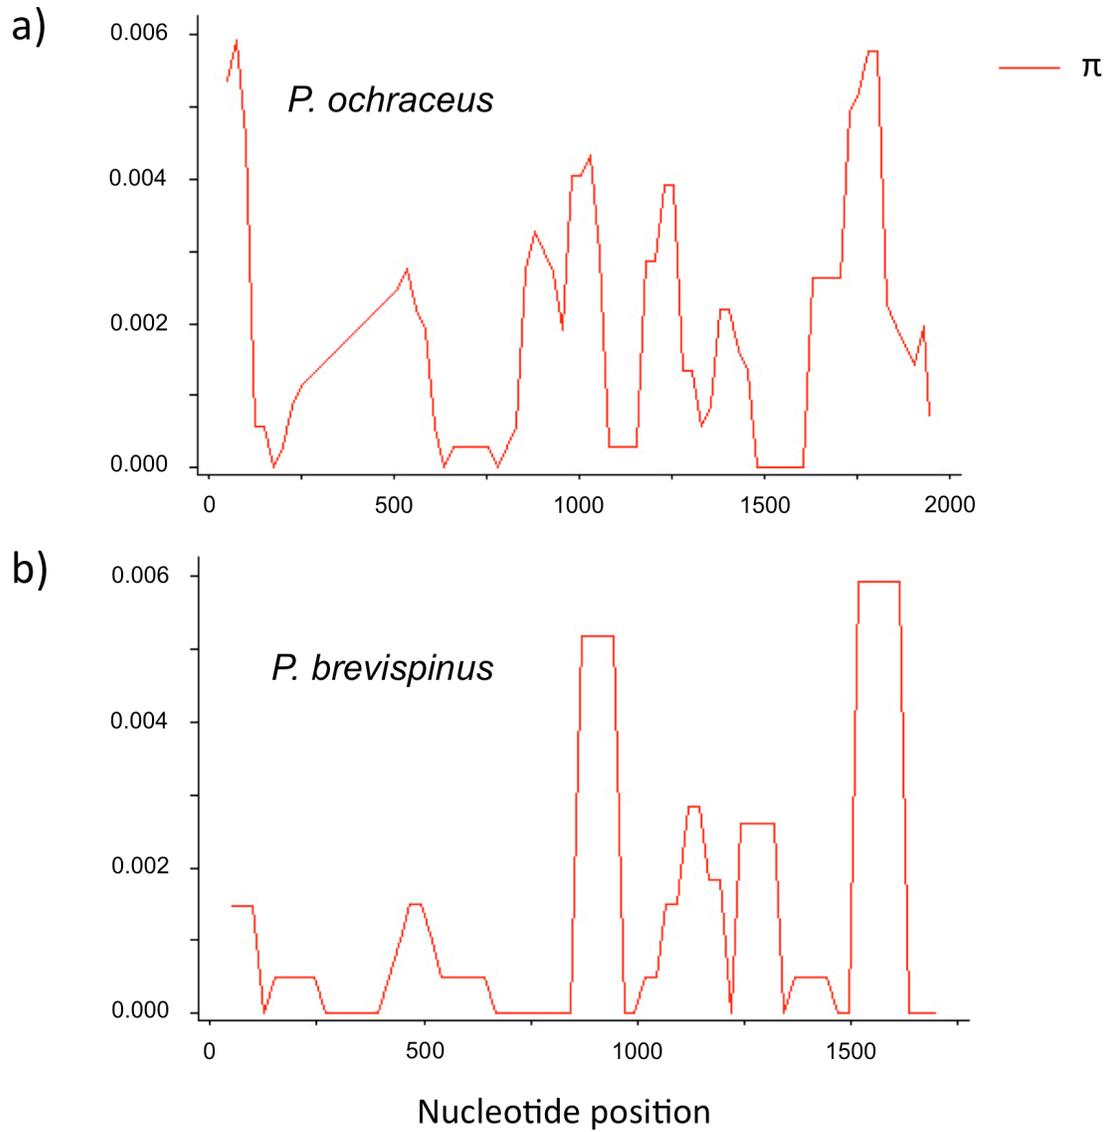 a)
0.006
π
P. ochraceus
0.004
0.002
0.000
0 500 1000 1500 2000
b)
0.006
P. brevispinus
0.004
0.002
0.000
0 500 1000 1500
Nucleotide position